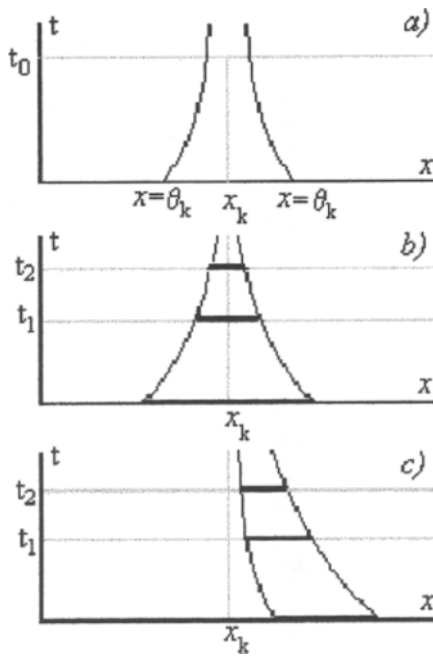 t a)
t₀
x=θₖ xₖ x=θₖ x
t b)
t₂
t₁
x
xₖ
t c)
t₂
t₁
x
xₖ